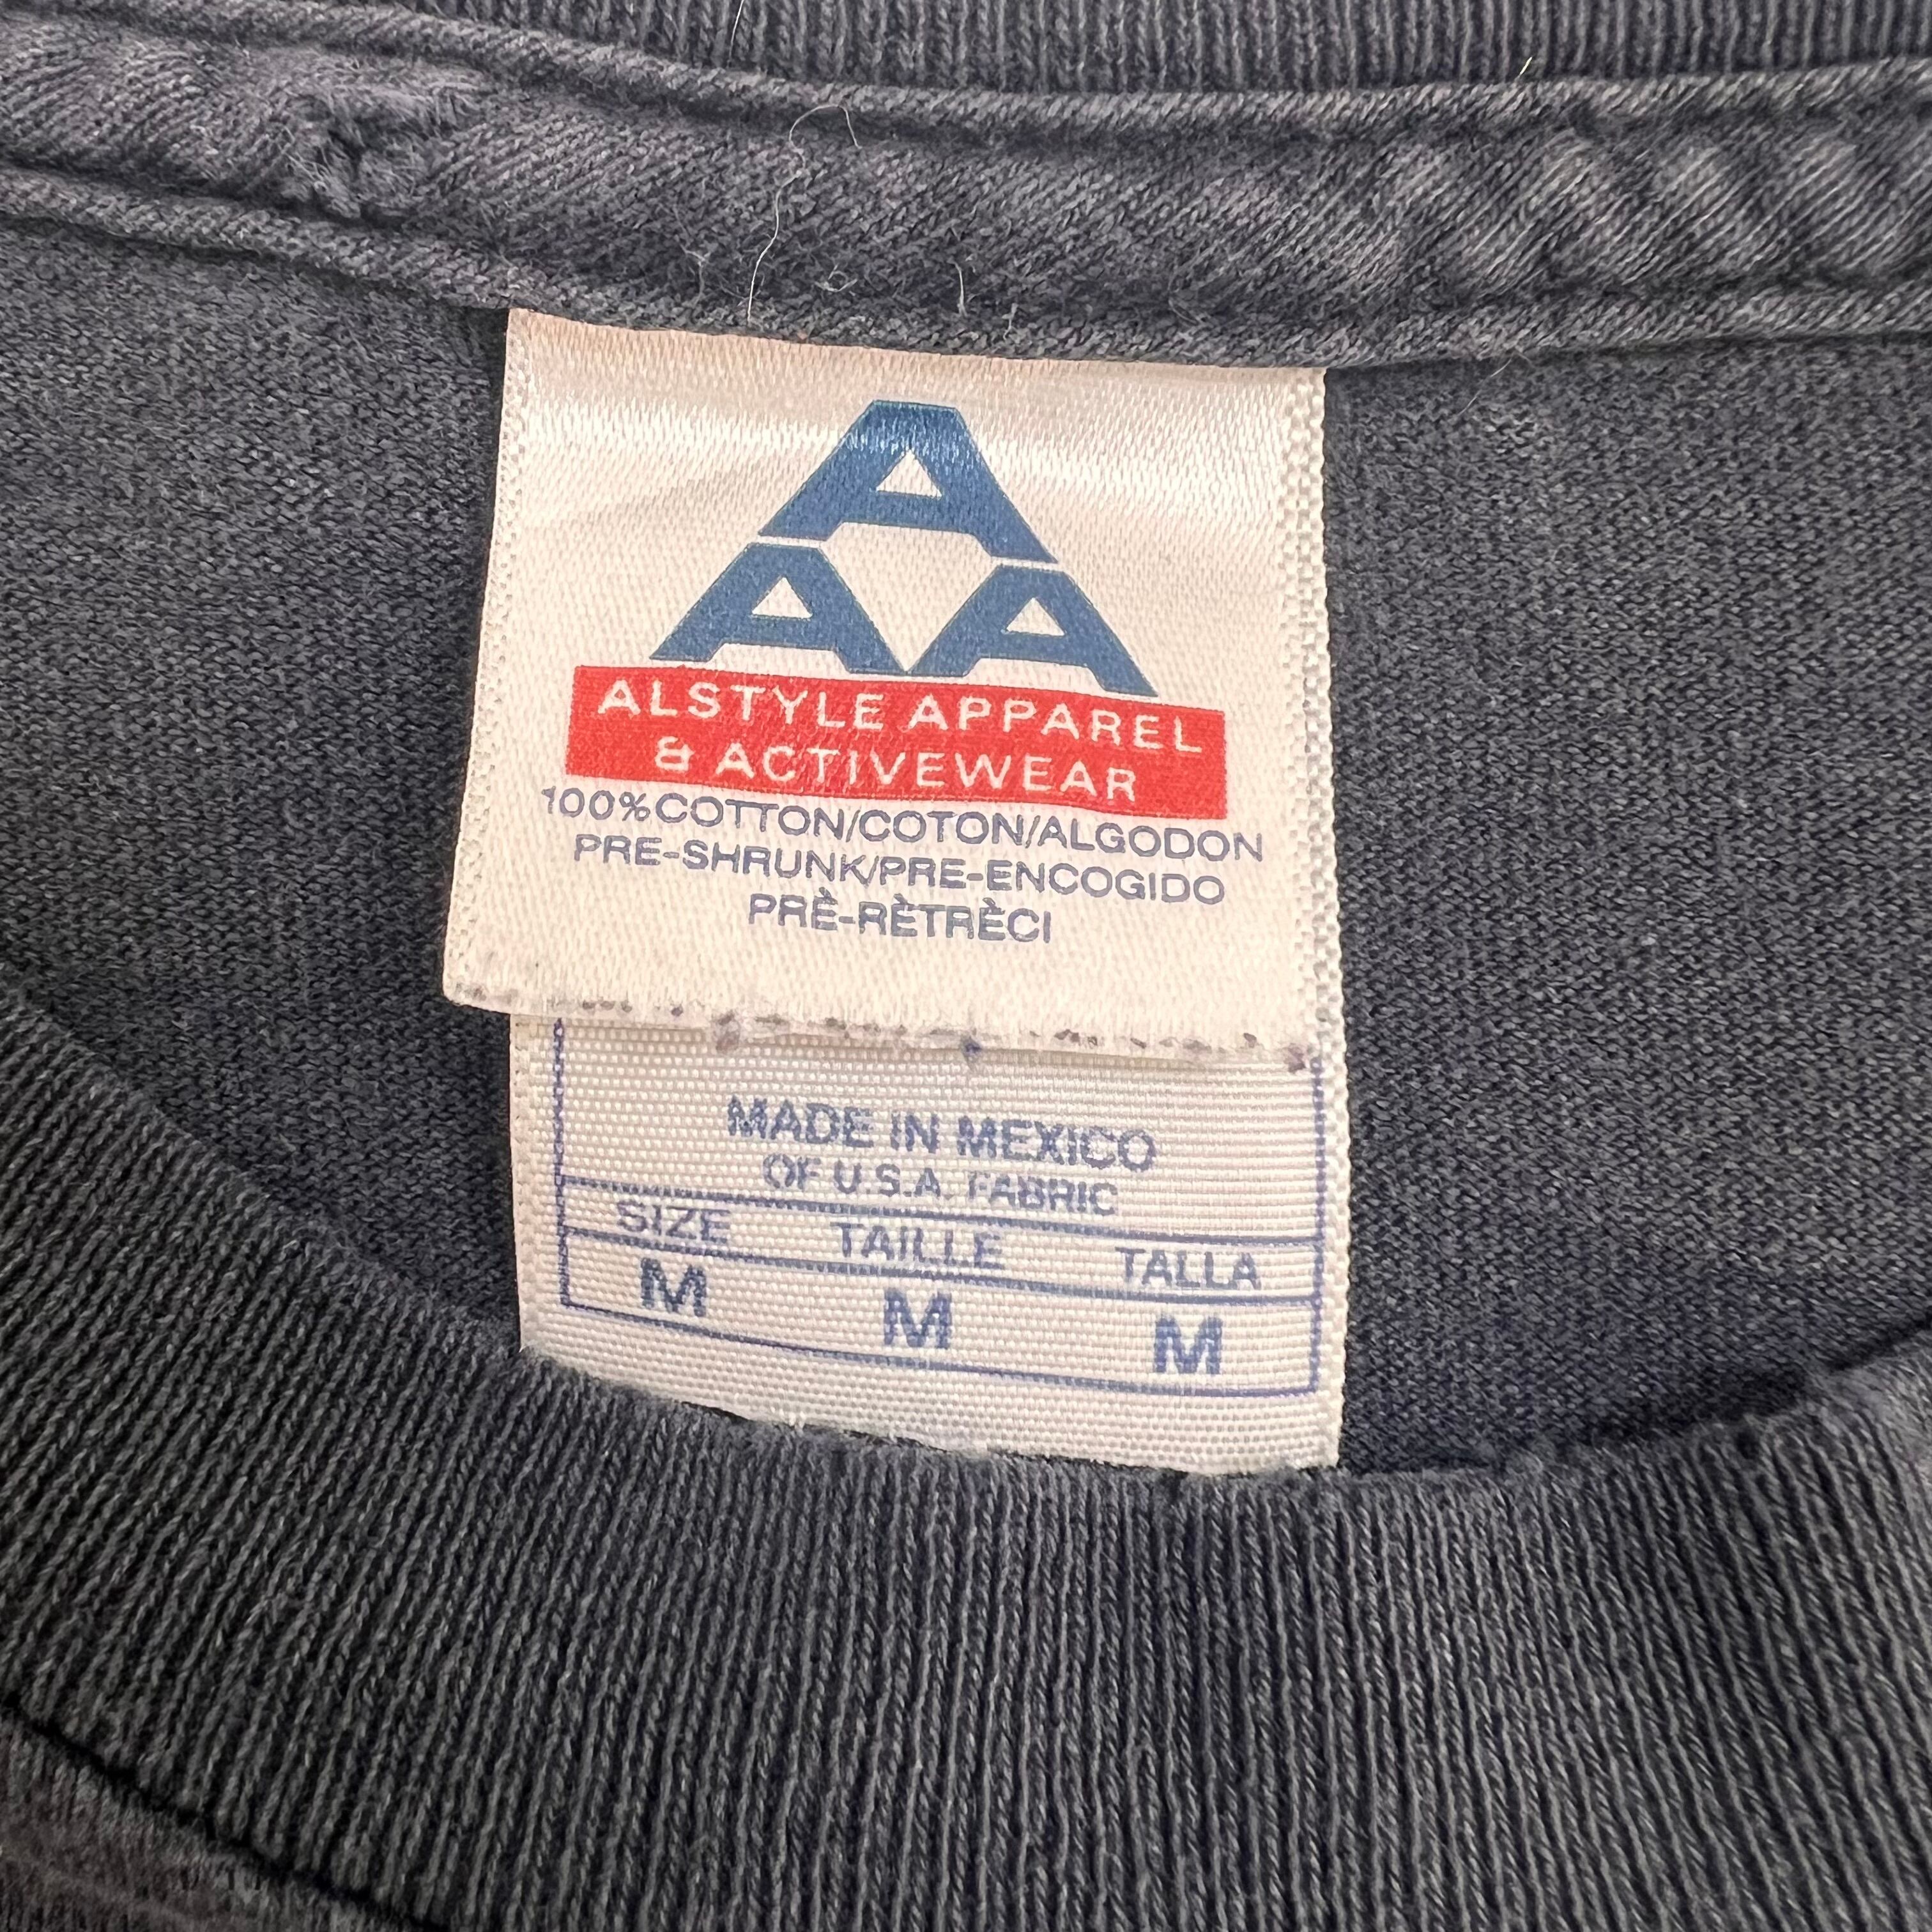 A
A A
ALSTYLE APPAREL
& ACTIVEWEAR
100%COTTON/COTON/ALGODON
PRE-SHRUNK/PRE-ENCOGIDO
PRÈ-RÈTRÈCI
MADE IN MEXICO
OF U.S.A. FABRIC
SIZE TAILLE TALLA
M M M